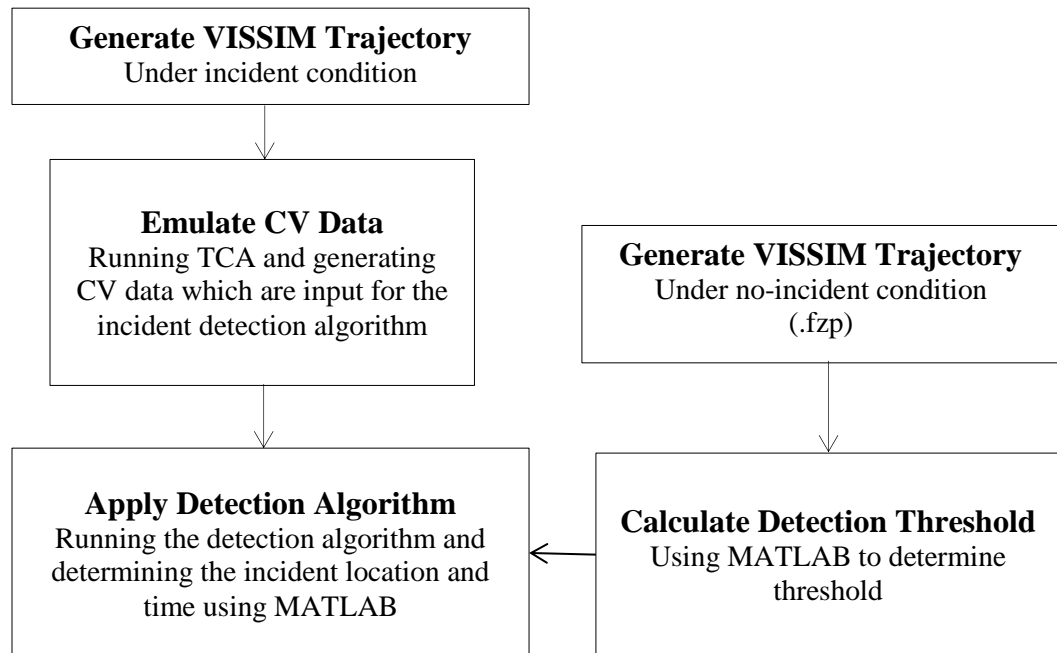 Generate VISSIM Trajectory
Under incident condition
Emulate CV Data
Running TCA and generating
CV data which are input for the
incident detection algorithm
Generate VISSIM Trajectory
Under no-incident condition
(.fzp)
Apply Detection Algorithm
Running the detection algorithm and
determining the incident location and
time using MATLAB
Calculate Detection Threshold
Using MATLAB to determine
threshold